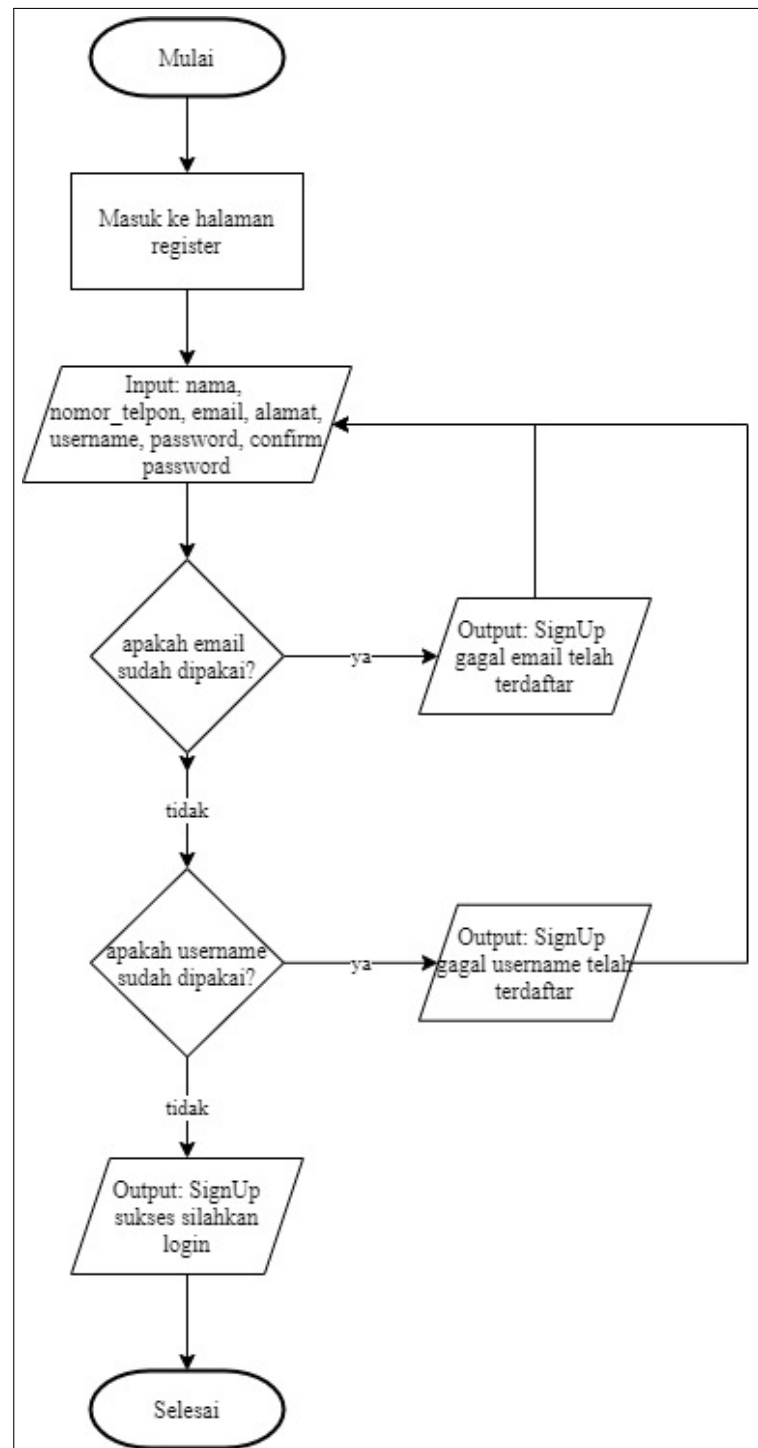 Mulai
Masuk ke halaman
register
Input: nama,
nomor_telpon, email, alamat,
username, password, confirm
password
apakah email
sudah dipakai?
ya
Output: SignUp
gagal email telah
terdaftar
tidak
apakah username
sudah dipakai?
ya
Output: SignUp
gagal username telah
terdaftar
tidak
Output: SignUp
sukses silahkan
login
Selesai